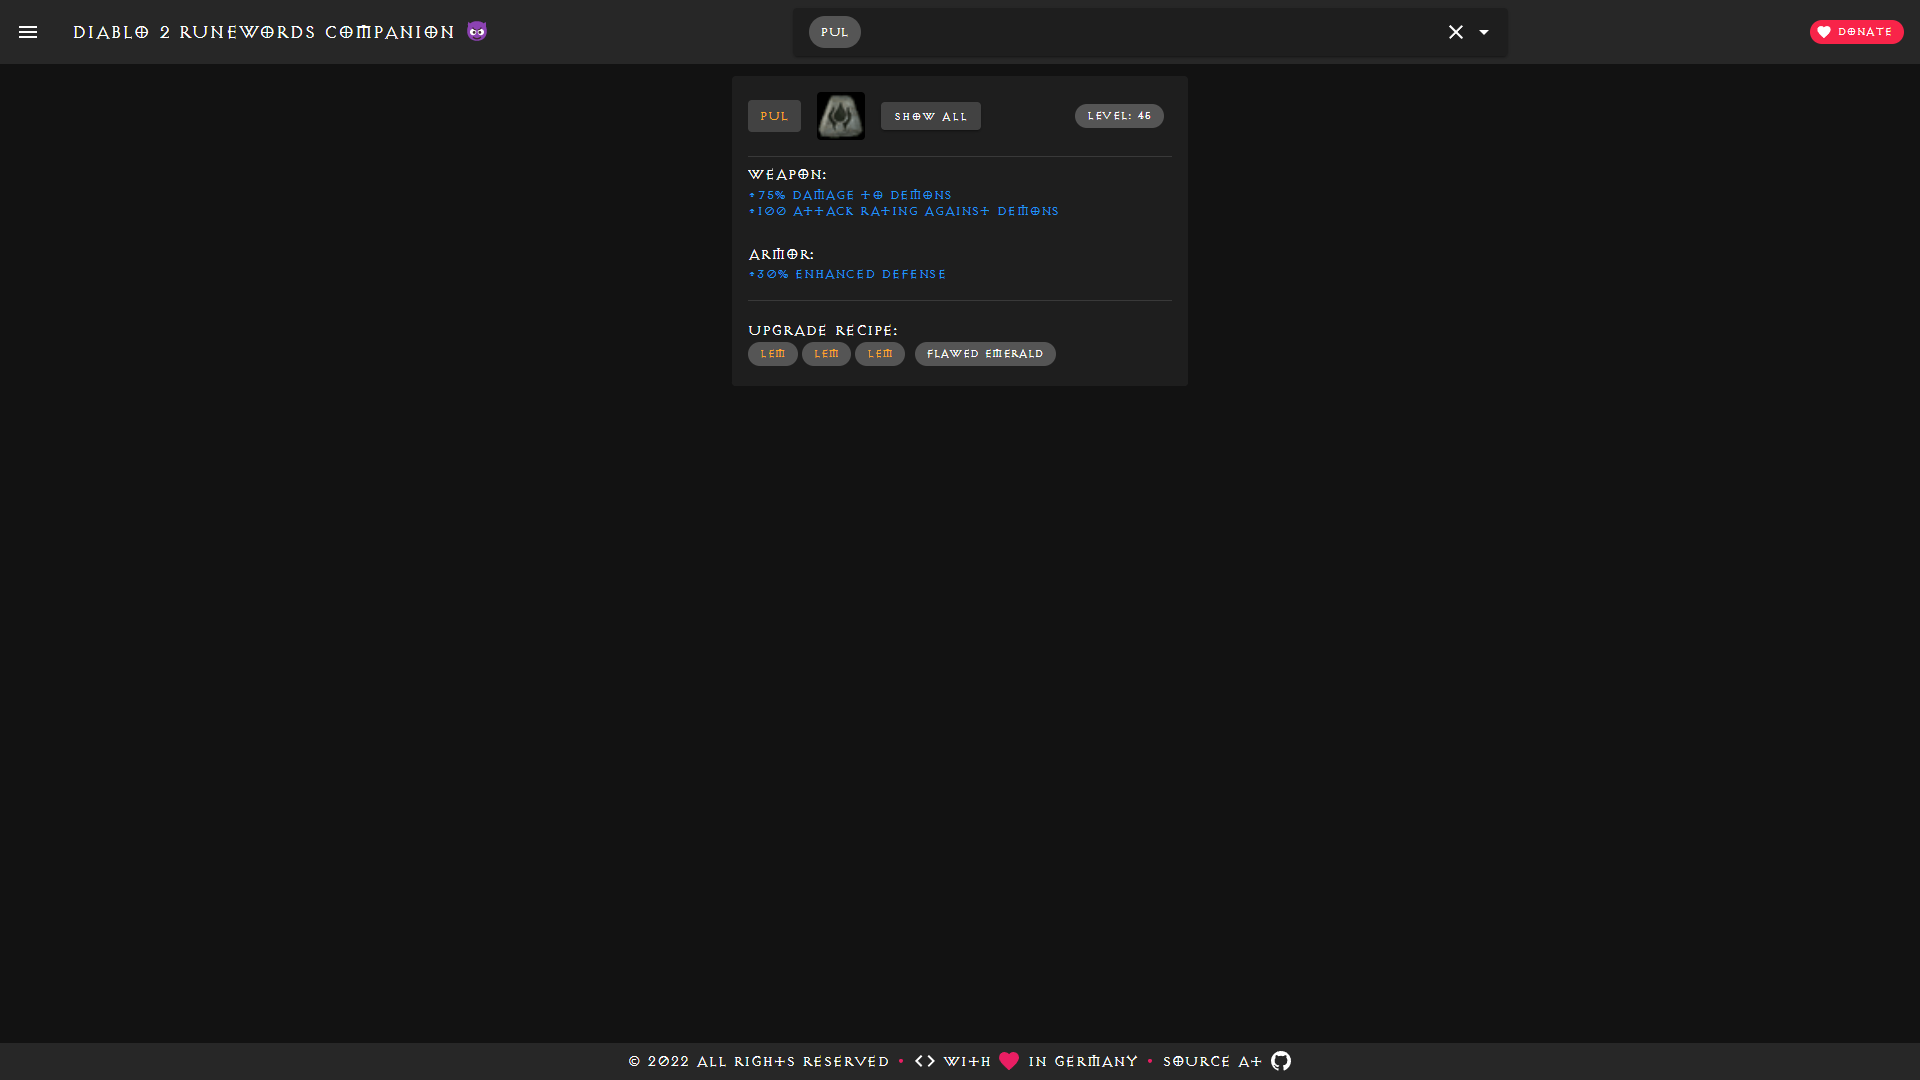 DIABLO 2 RUNEWORDS COMPANION
PUL
DONATE
PUL
SHOW ALL
LEVEL: 45
WEAPON:
+75% DAMAGE TO DEMONS
+100 ATTACK RATING AGAINST DEMONS
ARMOR:
+30% ENHANCED DEFENSE
UPGRADE RECIPE:
LEM LEM LEM FLAWED EMERALD
© 2022 ALL RIGHTS RESERVED • <> WITH IN GERMANY • SOURCE AT